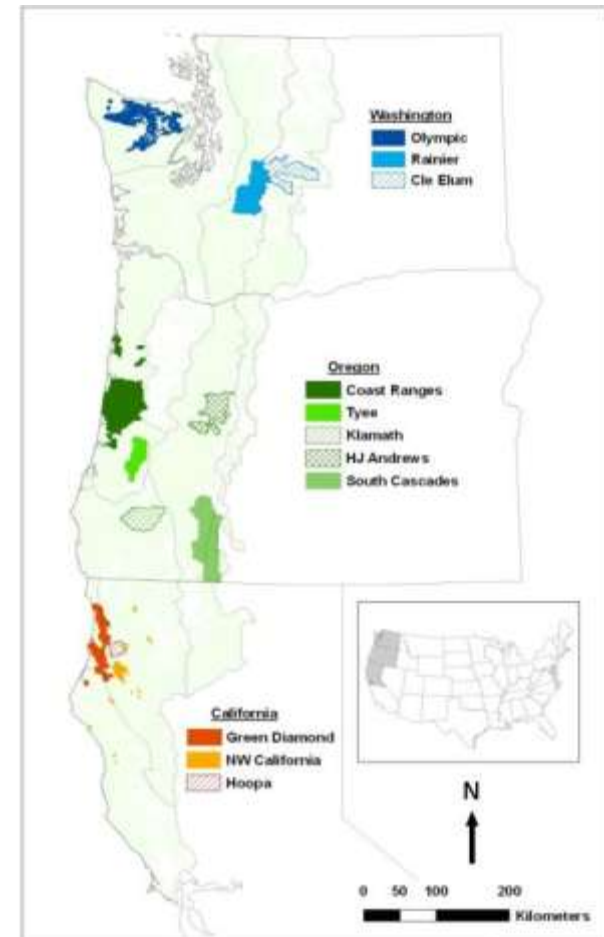 Washington
Olympic
Rainier
Cle Elum
Oregon
Coast Ranges
Tyee
Klamath
HJ Andrews
South Cascades
California
Green Diamond
NW California
Hoopa
N
0 50 100 200
Kilometers